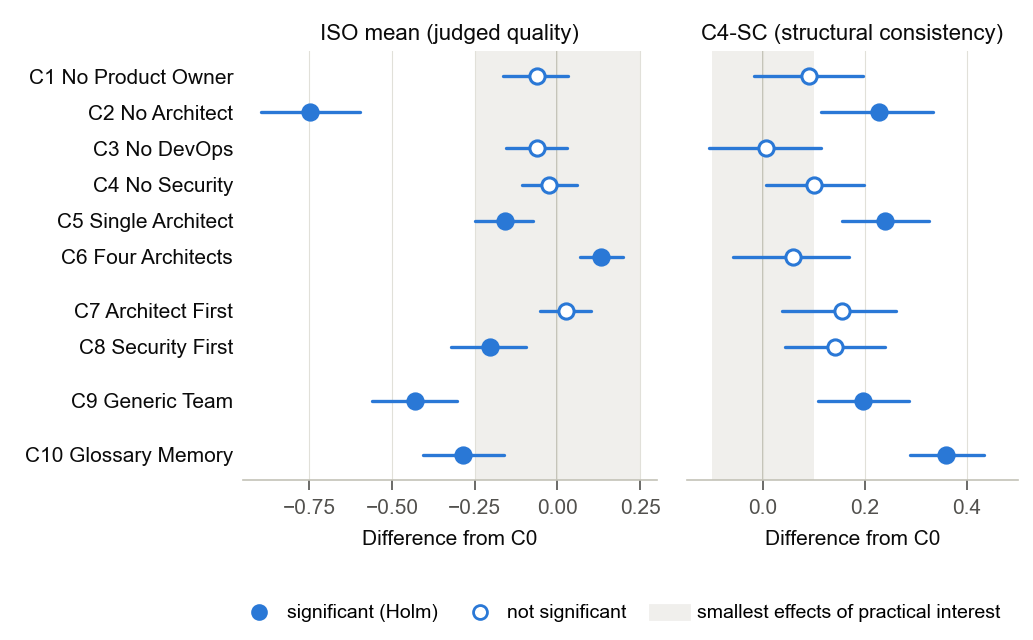 ISO mean (judged quality)
C4-SC (structural consistency)
C1 No Product Owner
C2 No Architect
C3 No DevOps
C4 No Security
C5 Single Architect
C6 Four Architects
C7 Architect First
C8 Security First
C9 Generic Team
C10 Glossary Memory
−0.75 −0.50 −0.25 0.00 0.25
0.0 0.2 0.4
Difference from C0
Difference from C0
significant (Holm) not significant smallest effects of practical interest